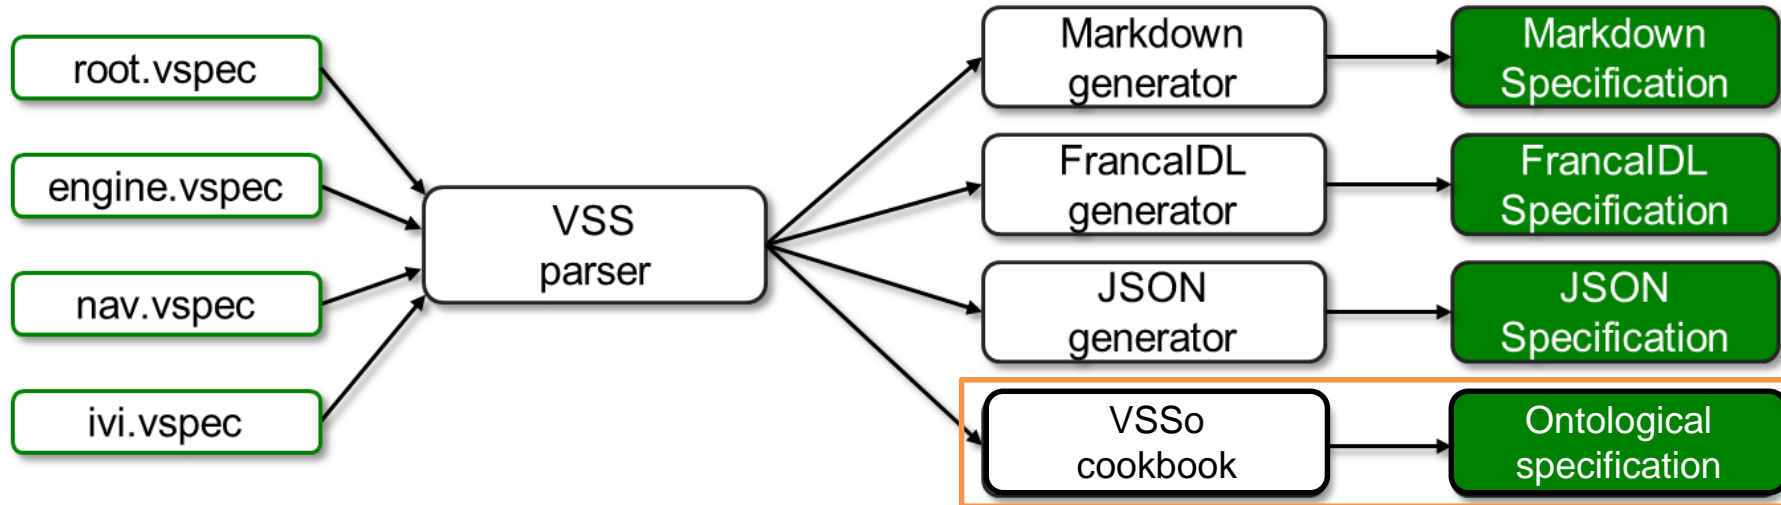 root.vspec
engine.vspec
nav.vspec
ivi.vspec
VSS
parser
Markdown
generator
Markdown
Specification
FrancaIDL
generator
FrancaIDL
Specification
JSON
generator
JSON
Specification
VSSo
cookbook
Ontological
specification